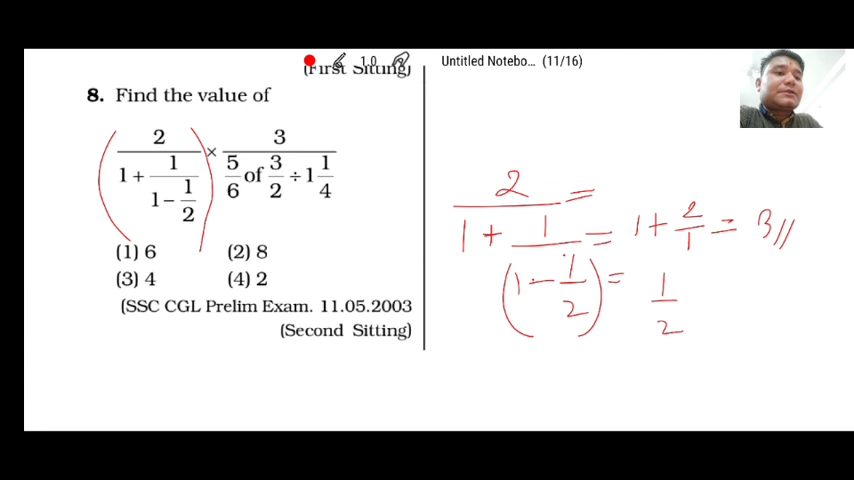 (First Sitting)
1.0
Untitled Notebo... (11/16)
8. Find the value of
2 / (1 + 1 / (1 - 1/2)) × 3 / (5/6 of 3/2 ÷ 1 1/4)
(1) 6 (2) 8
(3) 4 (4) 2
(SSC CGL Prelim Exam. 11.05.2003
(Second Sitting)
2 =
1 + 1 = 1 + 2/1 = 3//
(1 - 1/2) = 1/2